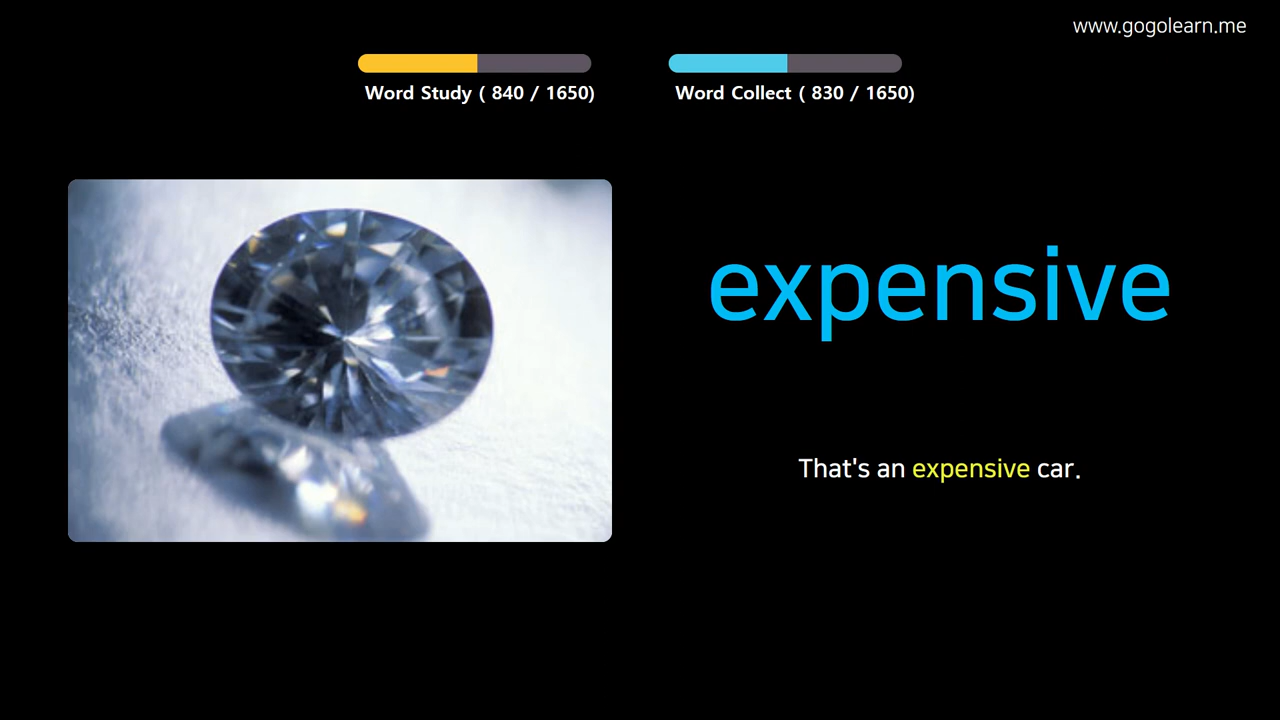 www.gogolearn.me
Word Study ( 840 / 1650)
Word Collect ( 830 / 1650)
expensive
That's an expensive car.